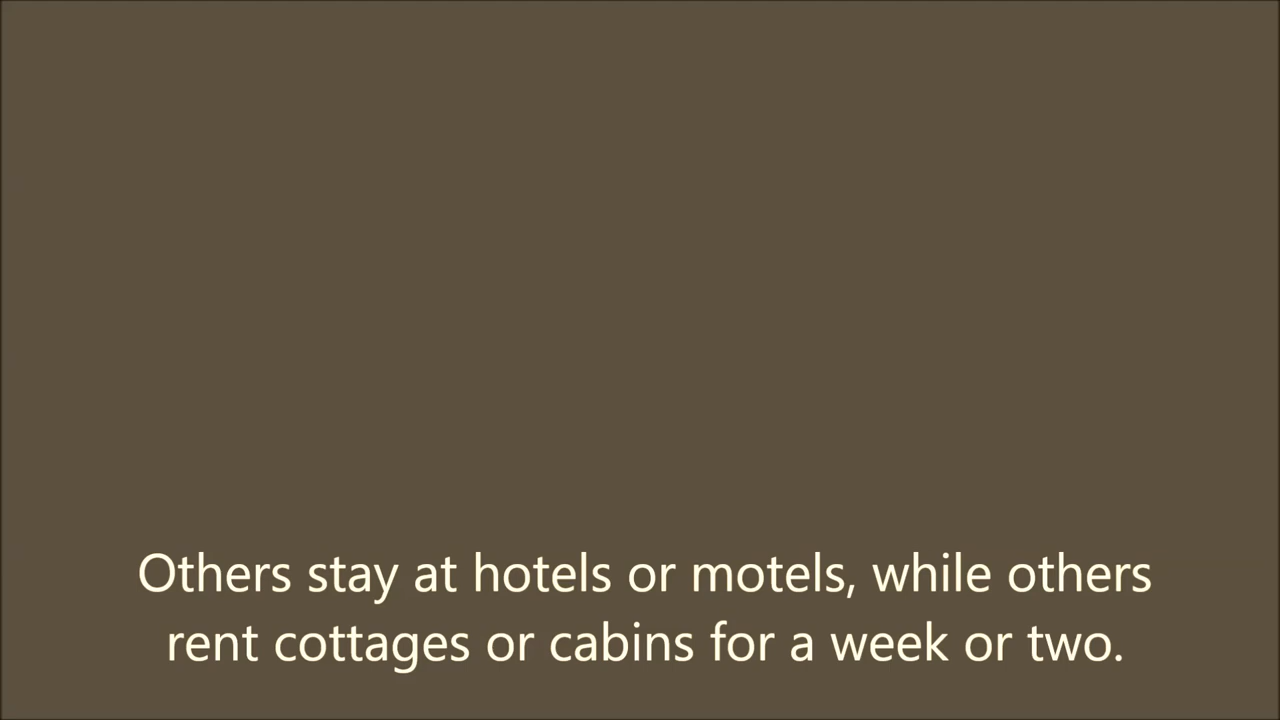 Others stay at hotels or motels, while others
rent cottages or cabins for a week or two.